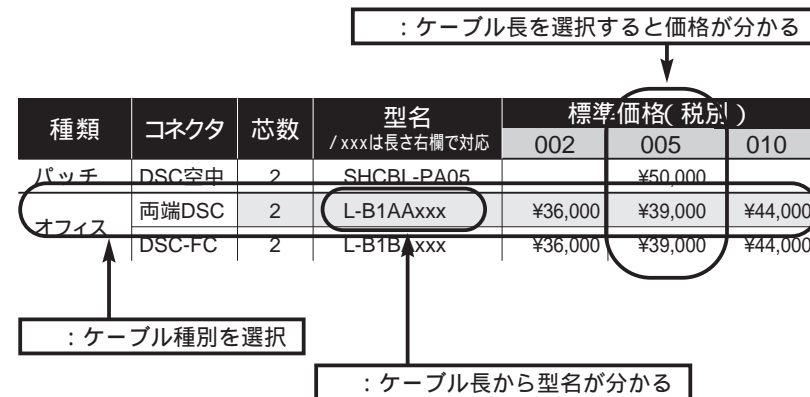 ：ケーブル長を選択すると価格が分かる
種類 コネクタ 芯数 型名 標準価格(税別)
/xxxは長さ右欄で対応 002 005 010
パッチ DSC空中 2 SHCBL-PA05 ¥50,000
オフィス 両端DSC 2 L-B1AAxxx ¥36,000 ¥39,000 ¥44,000
DSC-FC 2 L-B1BAxxx ¥36,000 ¥39,000 ¥44,000
：ケーブル種別を選択
：ケーブル長から型名が分かる